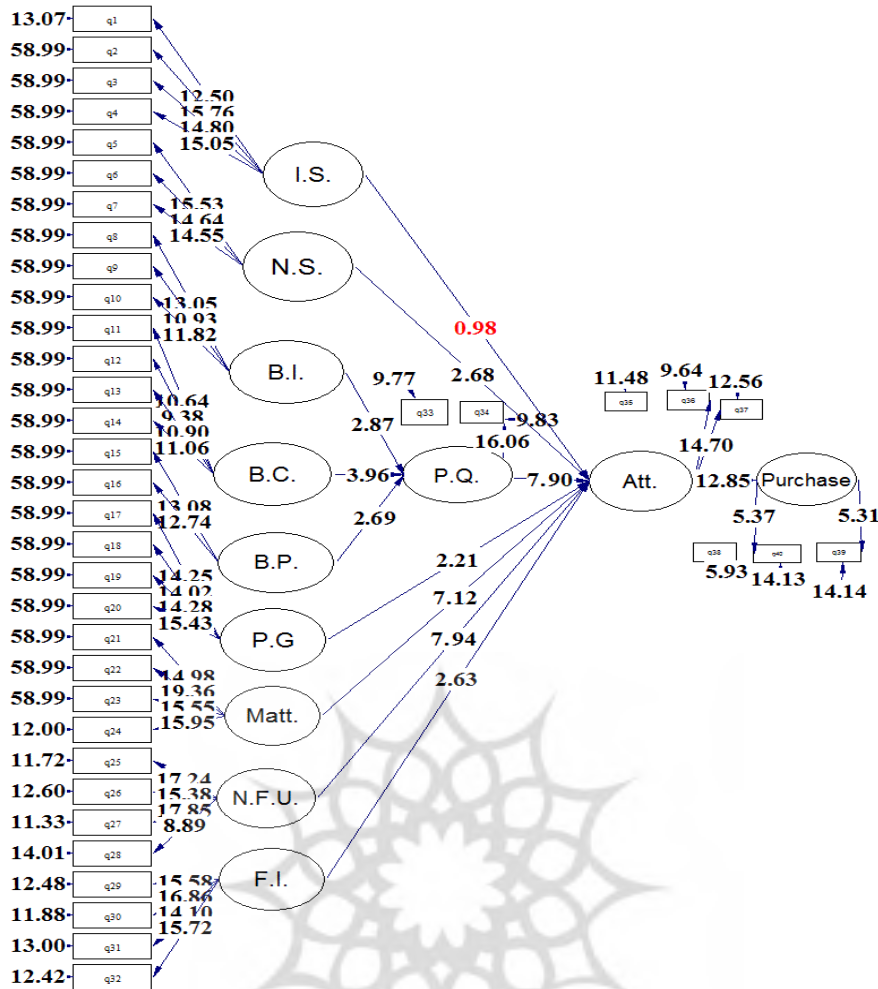 13.07 q1
58.99 q2
58.99 q3
58.99 q4
58.99 q5
58.99 q6
58.99 q7
58.99 q8
58.99 q9
58.99 q10
58.99 q11
58.99 q12
58.99 q13
58.99 q14
58.99 q15
58.99 q16
58.99 q17
58.99 q18
58.99 q19
58.99 q20
58.99 q21
58.99 q22
58.99 q23
12.00 q24
11.72 q25
12.60 q26
11.33 q27
14.01 q28
12.48 q29
11.88 q30
13.00 q31
12.42 q32
12.50
15.76
14.80
15.05
15.53
14.64
14.55
13.05
10.93
11.82
10.64
9.38
10.90
11.06
13.08
12.74
14.25
14.02
14.28
15.43
14.98
19.36
15.55
15.95
17.24
15.38
17.85
8.89
15.58
16.86
14.10
15.72
I.S.
N.S.
B.I.
B.C.
B.P.
P.G
Matt.
N.F.U.
F.I.
0.98
2.68
2.87
3.96
2.69
2.21
7.12
7.94
2.63
9.77
q33
q34
9.83
16.06
P.Q.
7.90
11.48
9.64
12.56
q35
q36
q37
14.70
Att.
12.85
Purchase
5.37
5.31
q38
q40
q39
5.93
14.13
14.14